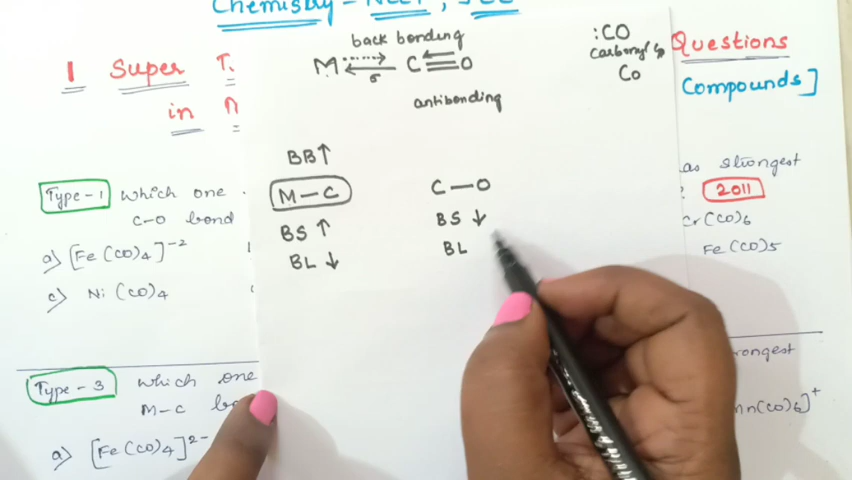 Chemistry - NEET, JEE
1 Super T.
in
Questions
Compounds]
back bonding
M C≡O
σ
antibonding
:CO
carbonyl
Co
BB↑
M-C
BS↑
BL↓
C-O
BS↓
BL
Type-1 which one
C-O bond
a) [Fe(CO)4]-2
c) Ni(CO)4
as strongest
2011
Cr(CO)6
Fe(CO)5
Type-3 which one
M-C
a) [Fe(CO)4]2-
Mn(CO)6]+